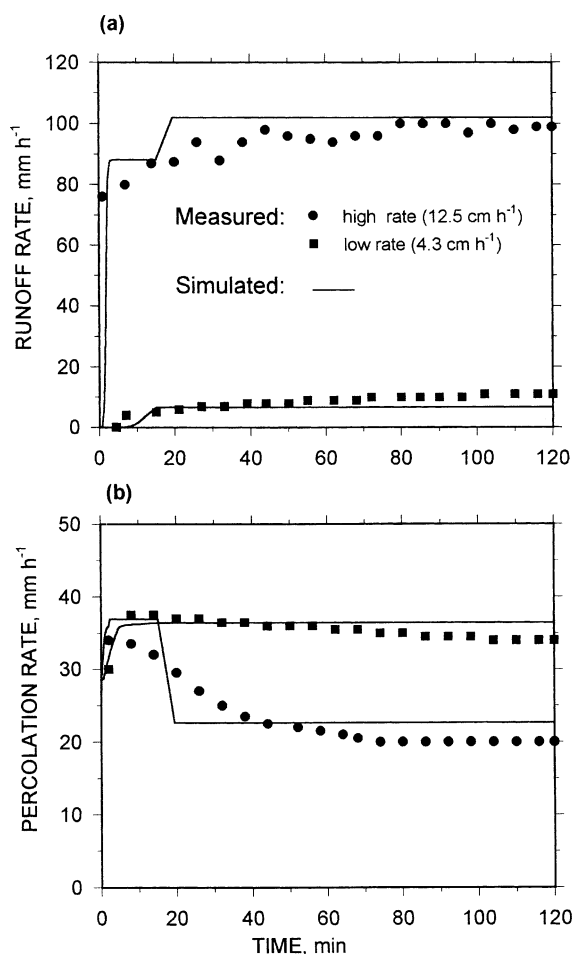 (a)
120
100
80
60
40
20
0
RUNOFF RATE, mm h⁻¹
Measured: ● high rate (12.5 cm h⁻¹)
■ low rate (4.3 cm h⁻¹)
Simulated:
0 20 40 60 80 100 120
(b)
50
40
30
20
10
0
PERCOLATION RATE, mm h⁻¹
0 20 40 60 80 100 120
TIME, min